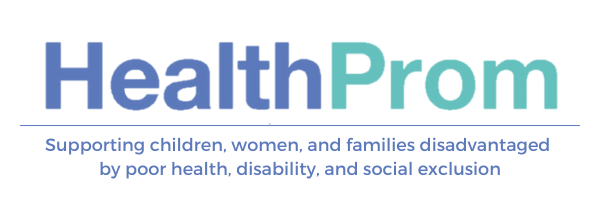 HealthProm
Supporting children, women, and families disadvantaged
by poor health, disability, and social exclusion